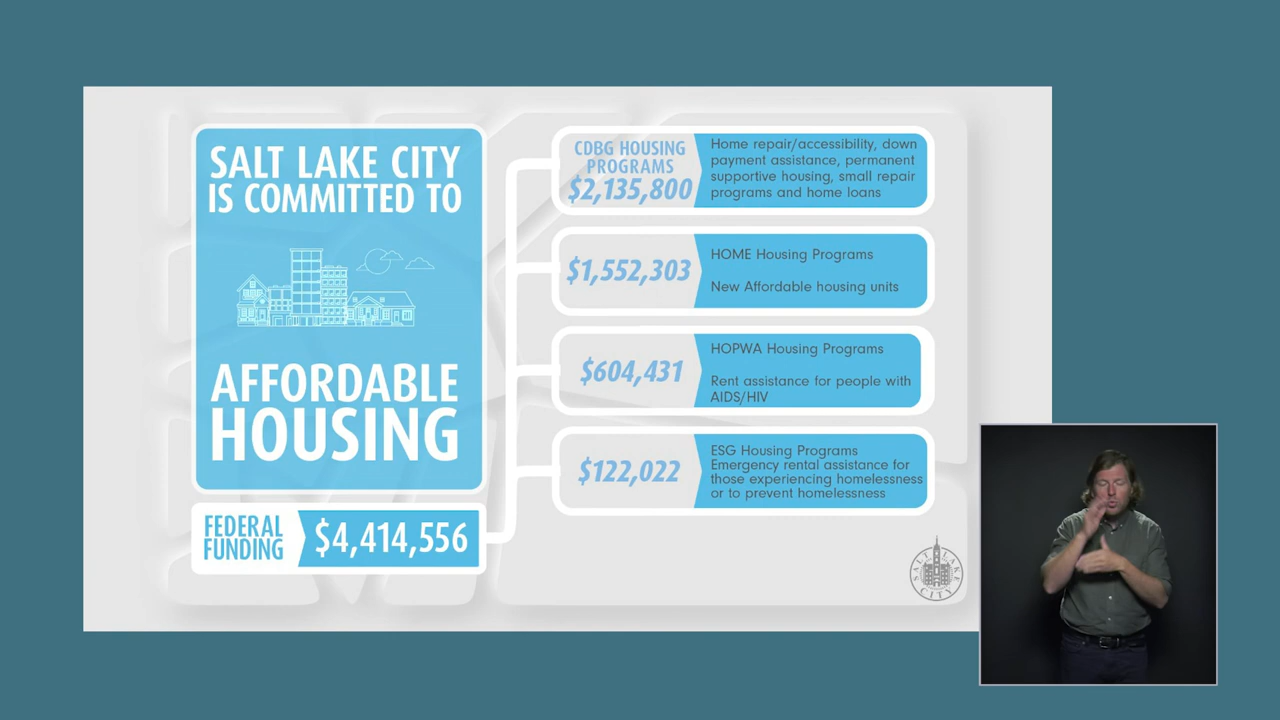 SALT LAKE CITY
IS COMMITTED TO
AFFORDABLE
HOUSING
FEDERAL
FUNDING
$4,414,556
CDBG HOUSING
PROGRAMS
$2,135,800
Home repair/accessibility, down
payment assistance, permanent
supportive housing, small repair
programs and home loans
$1,552,303
HOME Housing Programs
New Affordable housing units
$604,431
HOPWA Housing Programs
Rent assistance for people with
AIDS/HIV
$122,022
ESG Housing Programs
Emergency rental assistance for
those experiencing homelessness
or to prevent homelessness
SALT LAKE
CITY